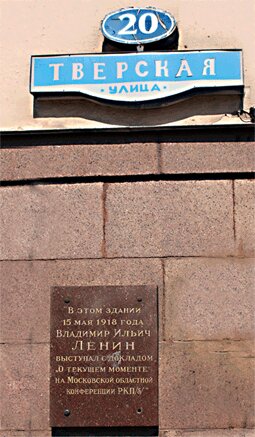 20
ТВЕРСКАЯ
УЛИЦА
В ЭТОМ ЗДАНИИ
15 МАЯ 1918 ГОДА
ВЛАДИМИР ИЛЬИЧ
ЛЕНИН
ВЫСТУПАЛ С ДОКЛАДОМ
„О ТЕКУЩЕМ МОМЕНТЕ"
НА МОСКОВСКОЙ ОБЛАСТНОЙ
КОНФЕРЕНЦИИ РКП/Б/